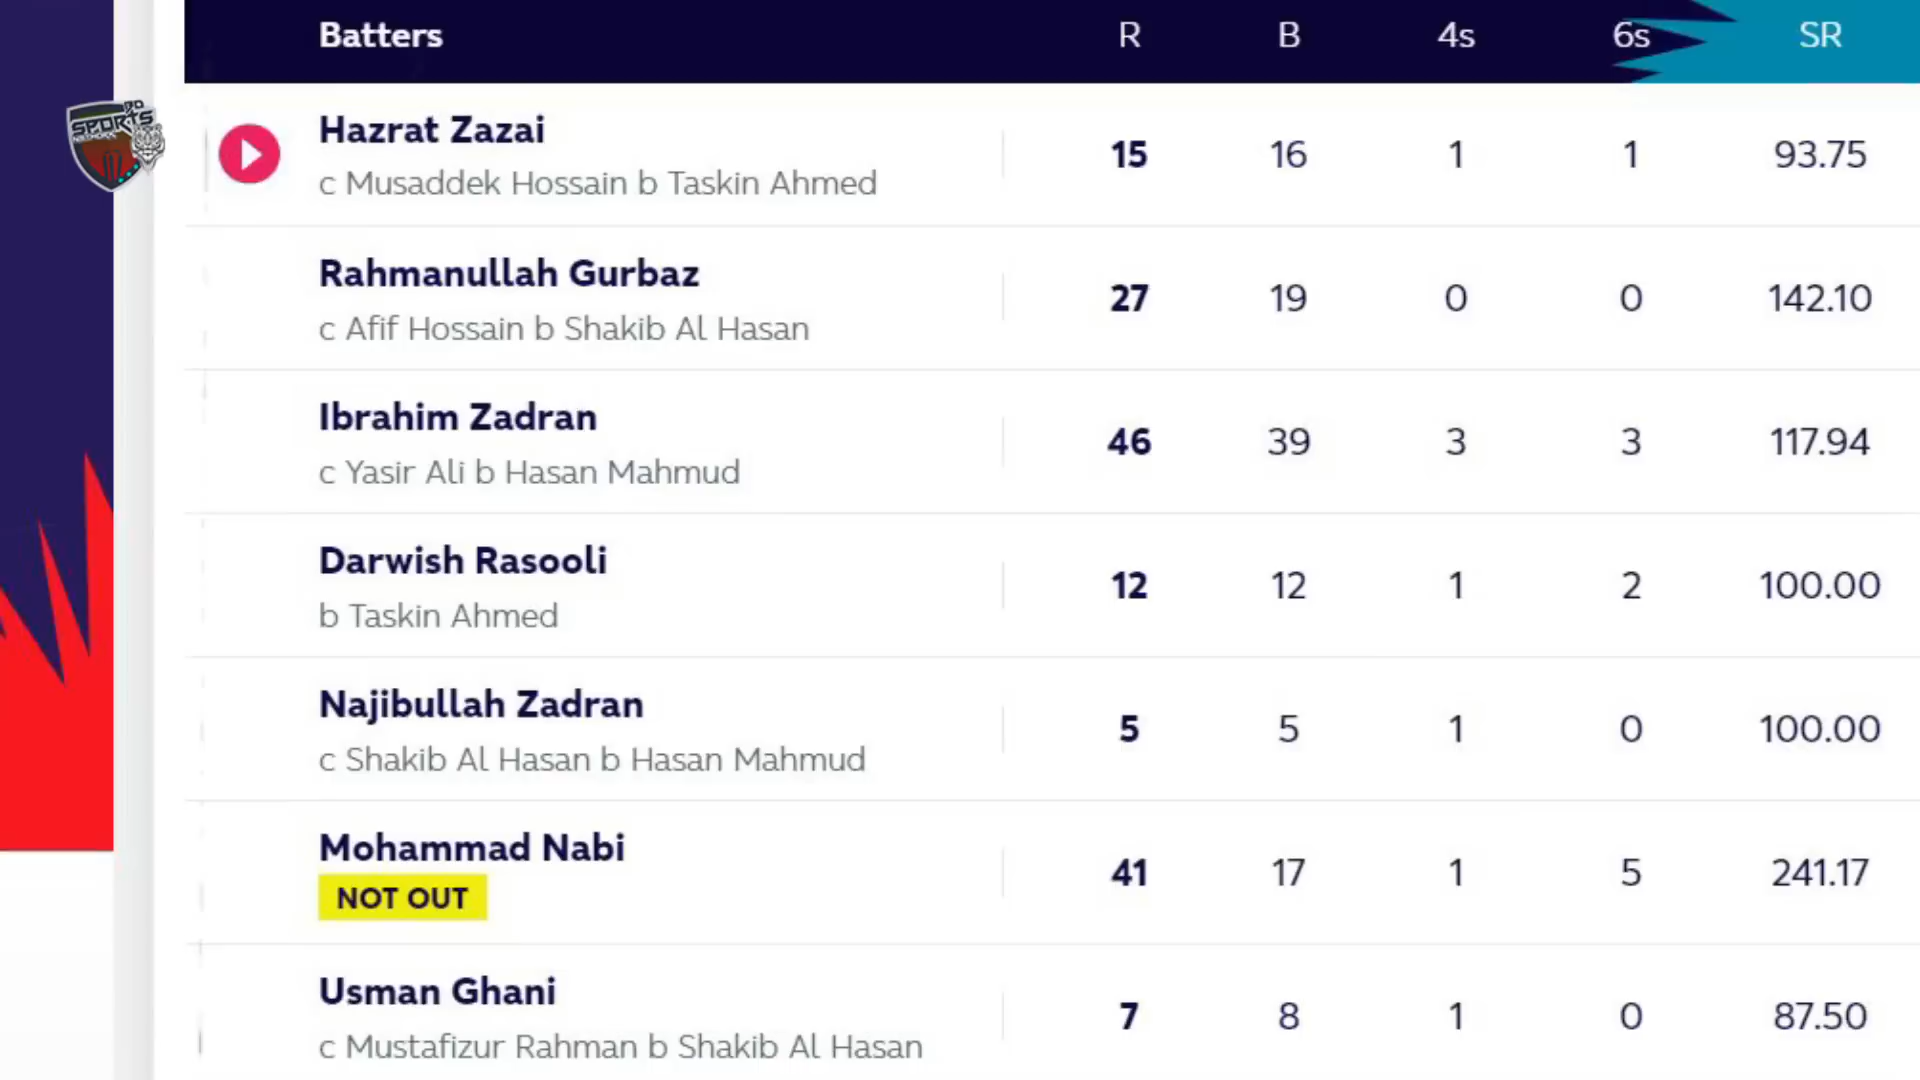 Batters R B 4s 6s SR
SPORTS
Hazrat Zazai
c Musaddek Hossain b Taskin Ahmed
15 16 1 1 93.75
Rahmanullah Gurbaz
c Afif Hossain b Shakib Al Hasan
27 19 0 0 142.10
Ibrahim Zadran
c Yasir Ali b Hasan Mahmud
46 39 3 3 117.94
Darwish Rasooli
b Taskin Ahmed
12 12 1 2 100.00
Najibullah Zadran
c Shakib Al Hasan b Hasan Mahmud
5 5 1 0 100.00
Mohammad Nabi
NOT OUT
41 17 1 5 241.17
Usman Ghani
c Mustafizur Rahman b Shakib Al Hasan
7 8 1 0 87.50